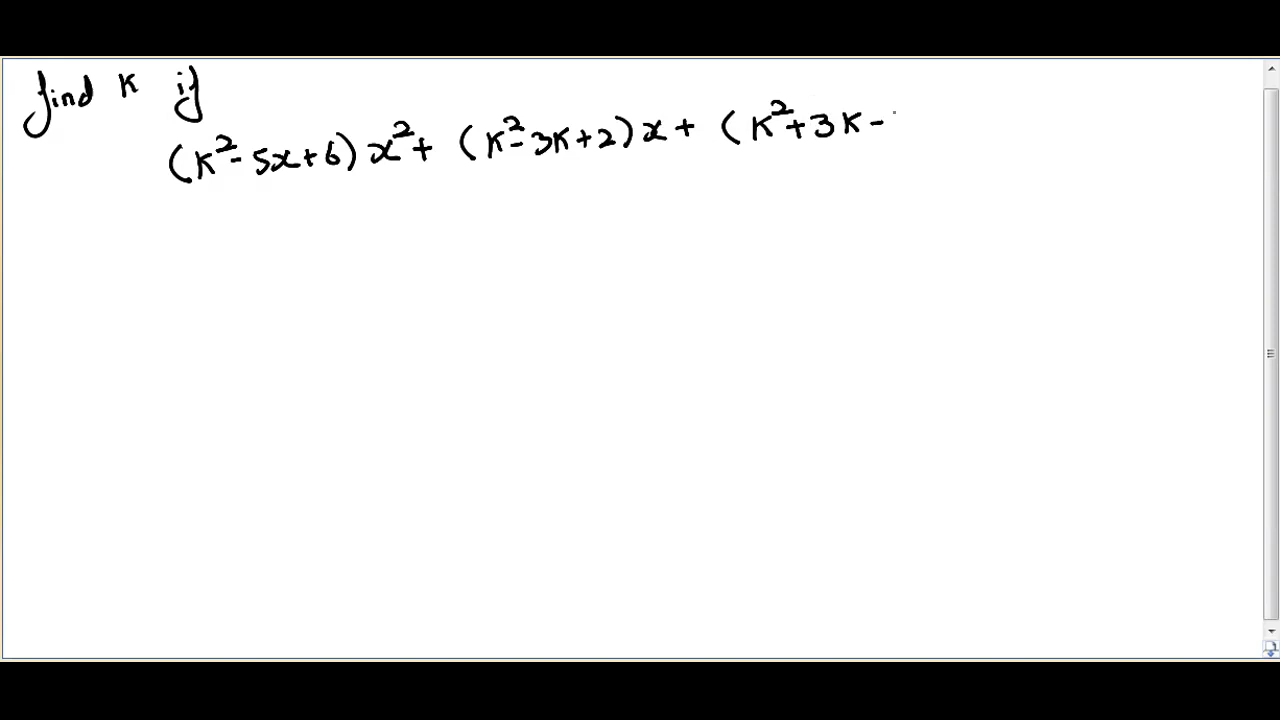 find K if
(K²- 5x+6) x²+ (K²- 3K+2) x + (K²+3K-